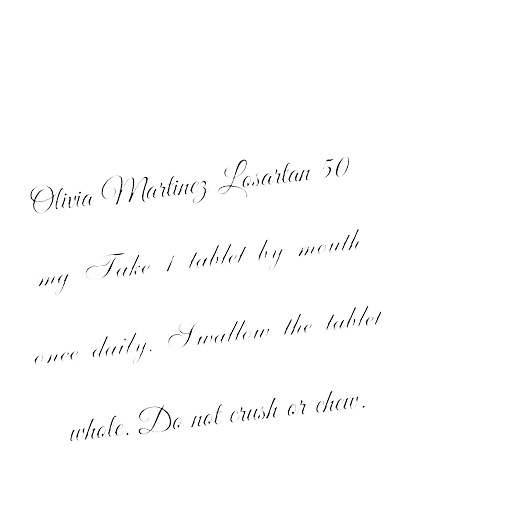 Olivia Martinez Losartan 50
mg Take 1 tablet by mouth
once daily. Swallow the tablet
whole. Do not crush or chew.